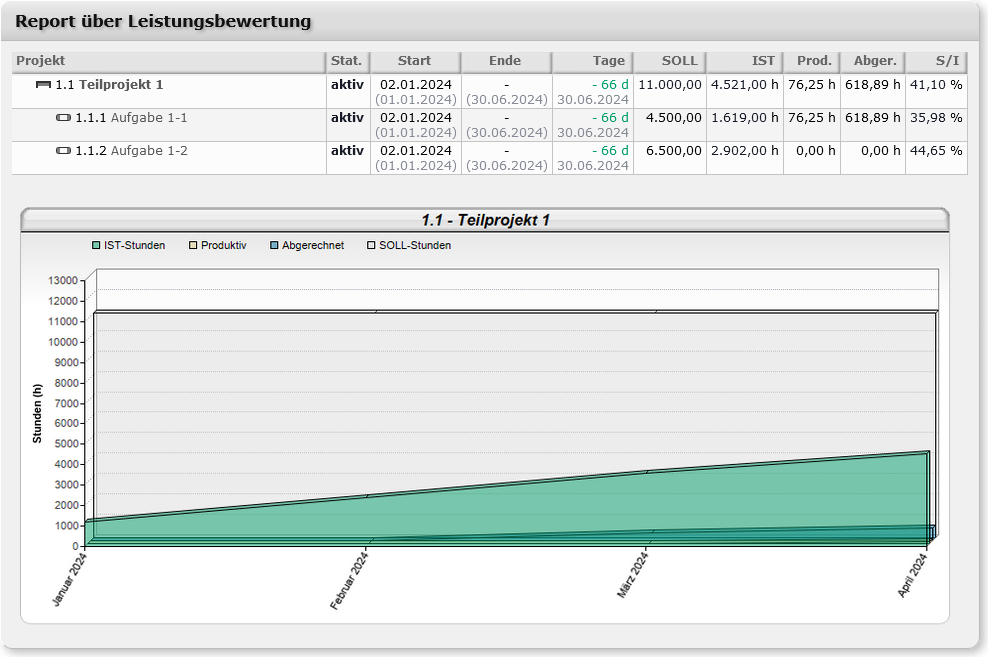 Report über Leistungsbewertung
Projekt Stat. Start Ende Tage SOLL IST Prod. Abger. S/I
1.1 Teilprojekt 1 aktiv 02.01.2024 - - 66 d 11.000,00 4.521,00 h 76,25 h 618,89 h 41,10 %
(01.01.2024) (30.06.2024) 30.06.2024
1.1.1 Aufgabe 1-1 aktiv 02.01.2024 - - 66 d 4.500,00 1.619,00 h 76,25 h 618,89 h 35,98 %
(01.01.2024) (30.06.2024) 30.06.2024
1.1.2 Aufgabe 1-2 aktiv 02.01.2024 - - 66 d 6.500,00 2.902,00 h 0,00 h 0,00 h 44,65 %
(01.01.2024) (30.06.2024) 30.06.2024
1.1 - Teilprojekt 1
IST-Stunden Produktiv Abgerechnet SOLL-Stunden
13000
12000
11000
10000
9000
8000
7000
6000
5000
4000
3000
2000
1000
0
Stunden (h)
Januar 2024 Februar 2024 März 2024 April 2024